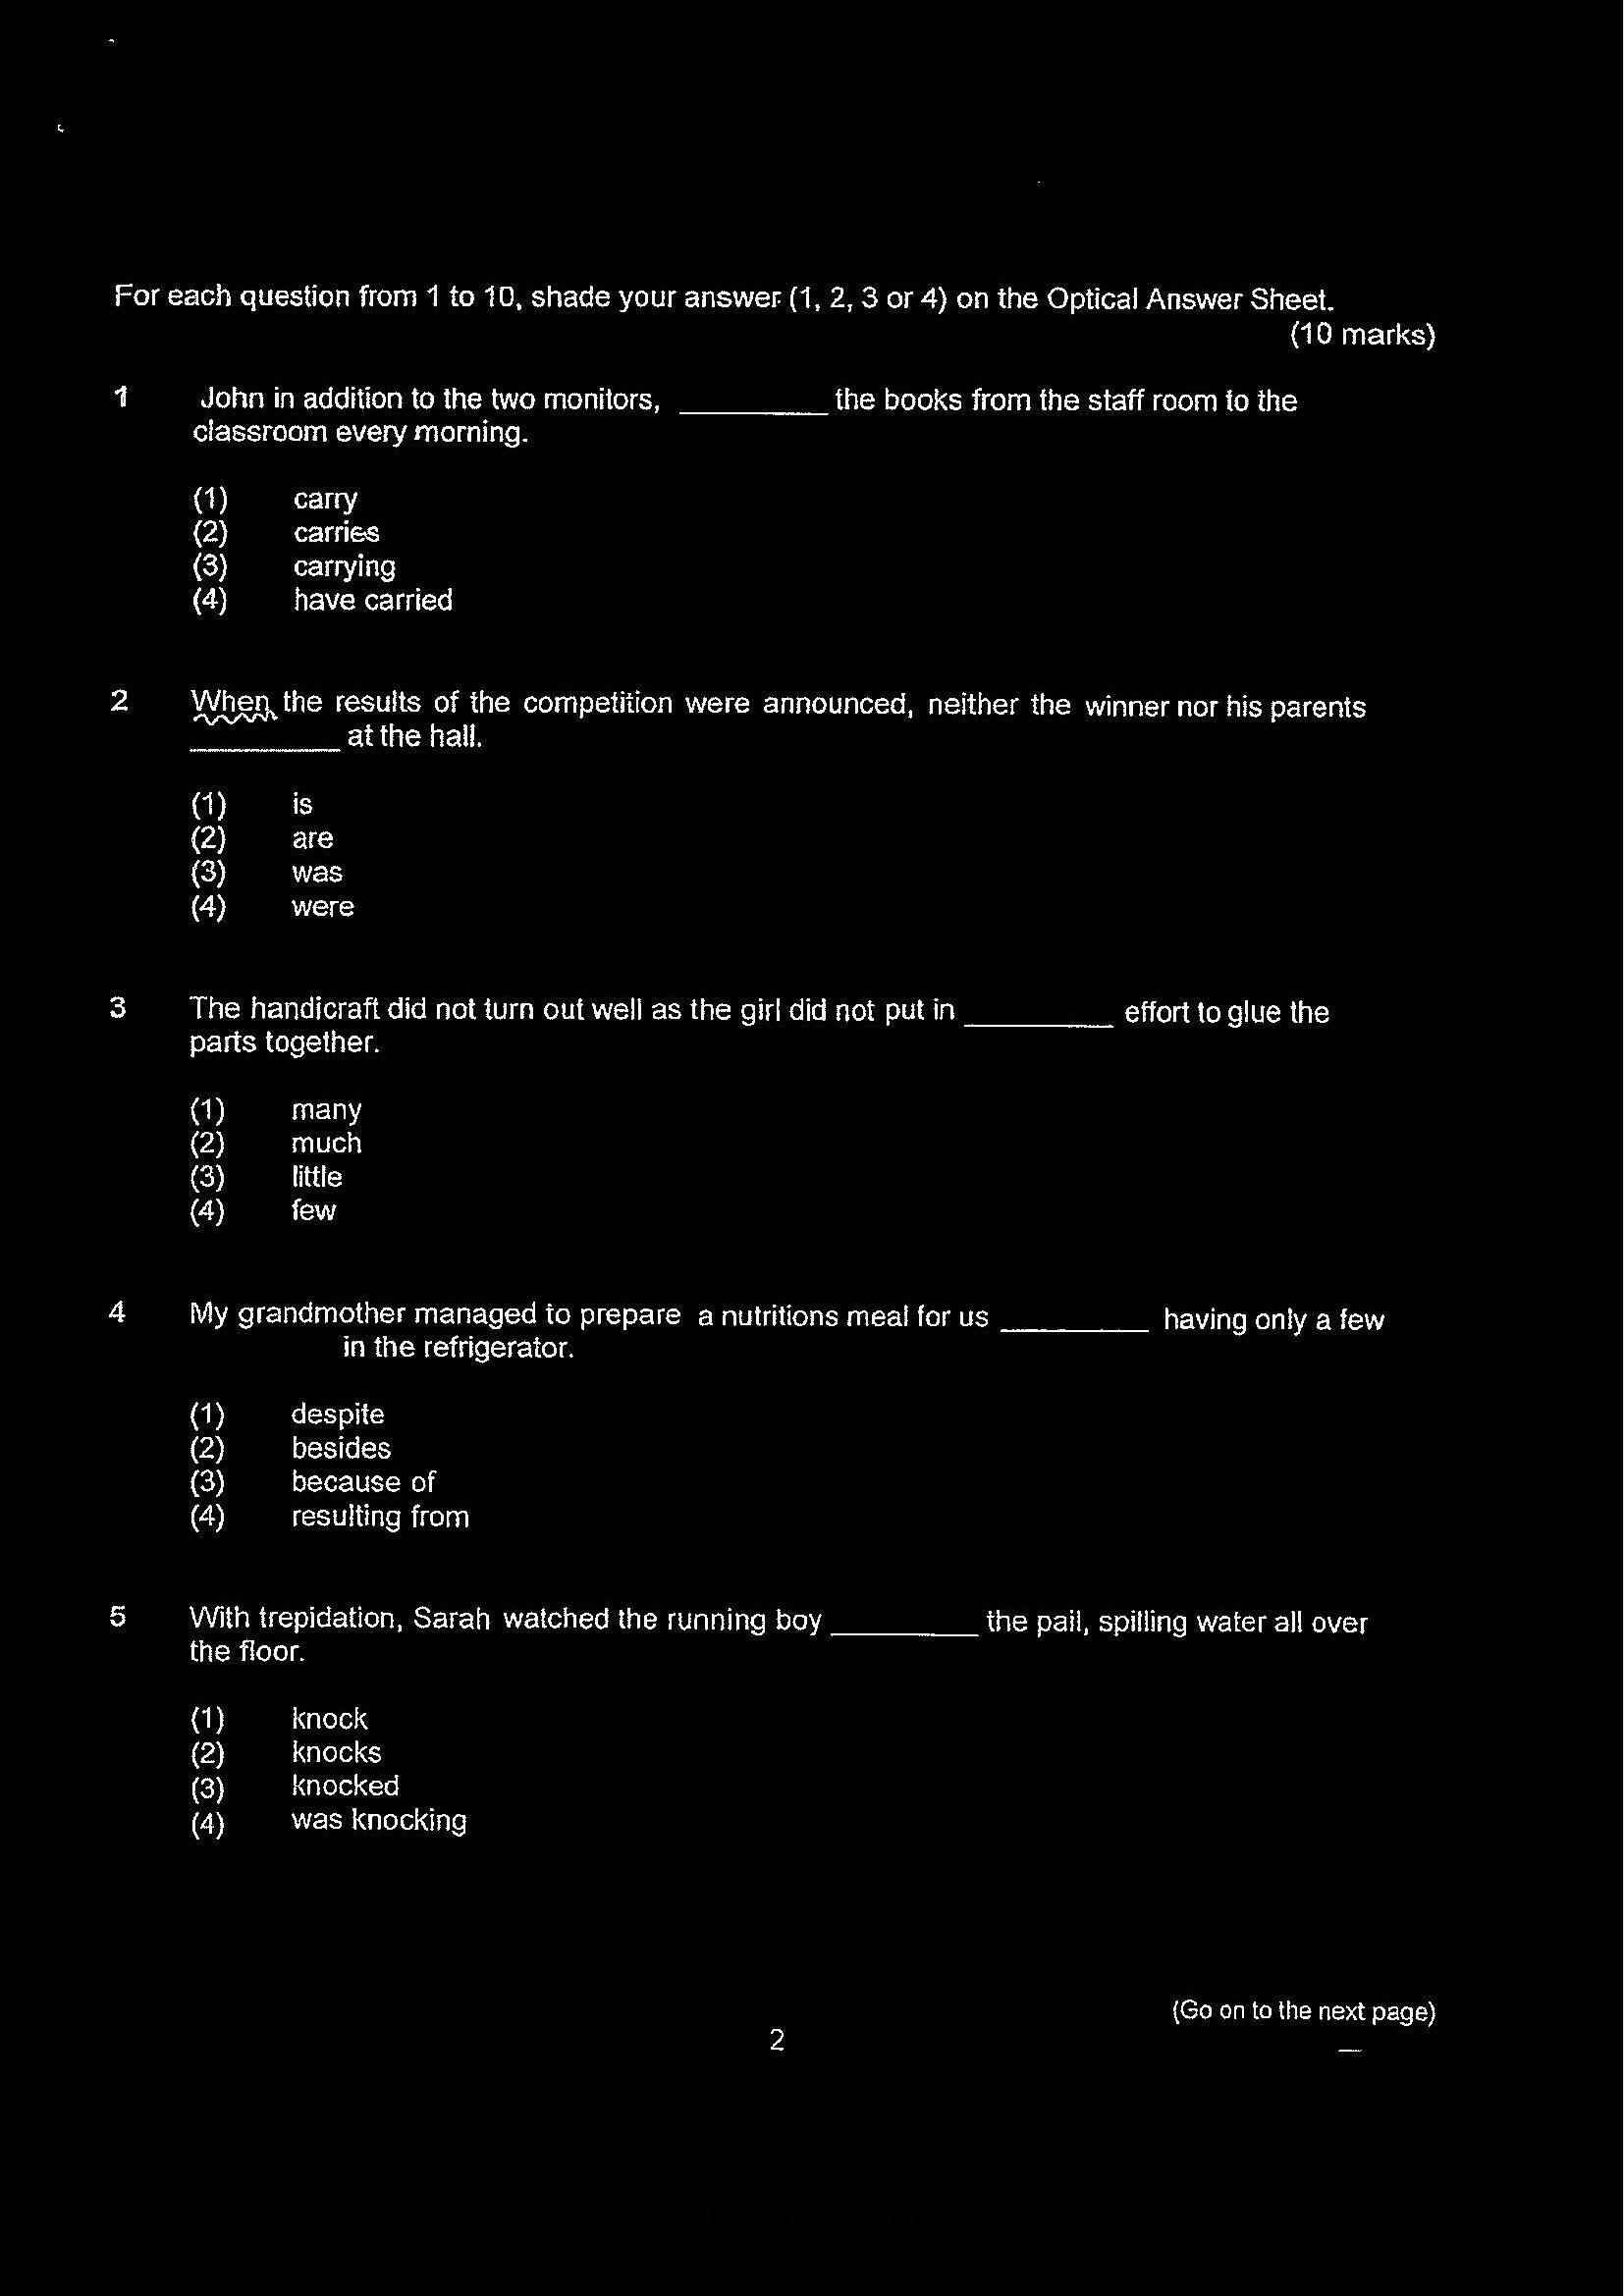 For each question from 1 to 10, shade your answer (1, 2, 3 or 4) on the Optical Answer Sheet.
(10 marks)
1 John in addition to the two monitors, __________ the books from the staff room to the
classroom every morning.
(1) carry
(2) carries
(3) carrying
(4) have carried
2 When the results of the competition were announced, neither the winner nor his parents
__________ at the hall.
(1) is
(2) are
(3) was
(4) were
3 The handicraft did not turn out well as the girl did not put in __________ effort to glue the
parts together.
(1) many
(2) much
(3) little
(4) few
4 My grandmother managed to prepare a nutritions meal for us __________ having only a few
in the refrigerator.
(1) despite
(2) besides
(3) because of
(4) resulting from
5 With trepidation, Sarah watched the running boy __________ the pail, spilling water all over
the floor.
(1) knock
(2) knocks
(3) knocked
(4) was knocking
(Go on to the next page)
2